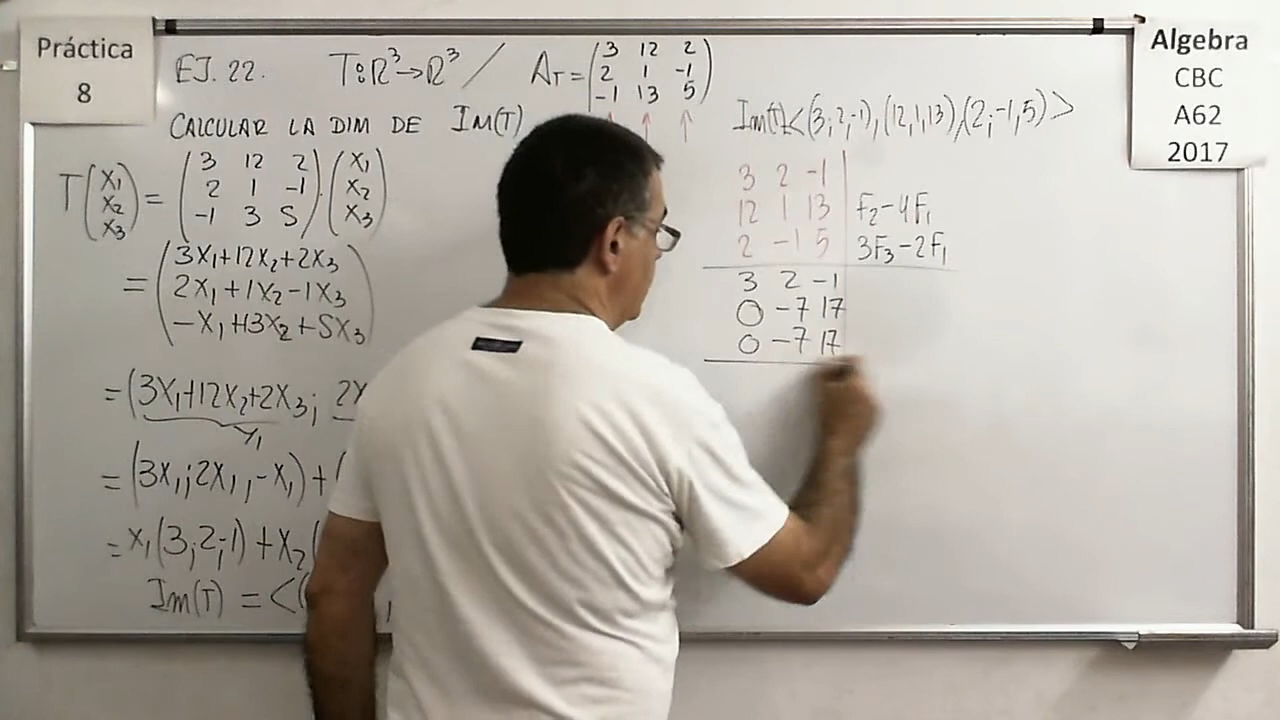 Práctica
8
EJ. 22. T:ℝ³→ℝ³ / A_T = (3 12 2
2 1 -1
-1 13 5)
CALCULAR LA DIM DE Im(T)
T(x₁
x₂
x₃) = (3 12 2
2 1 -1
-1 3 5) · (x₁
x₂
x₃)
= (3x₁+12x₂+2x₃
2x₁+1x₂-1x₃
-x₁+13x₂+5x₃)
= (3x₁+12x₂+2x₃; 2x
y₁
= (3x₁; 2x₁, -x₁) + (
= x₁(3;2;-1) + x₂(
Im(T) = <(
Im(T)=<(3;2,-1),(12,1,13),(2;-1,5)>
3 2 -1
12 1 13 F₂-4F₁
2 -1 5 3F₃-2F₁
3 2 -1
0 -7 17
0 -7 17
Algebra
CBC
A62
2017